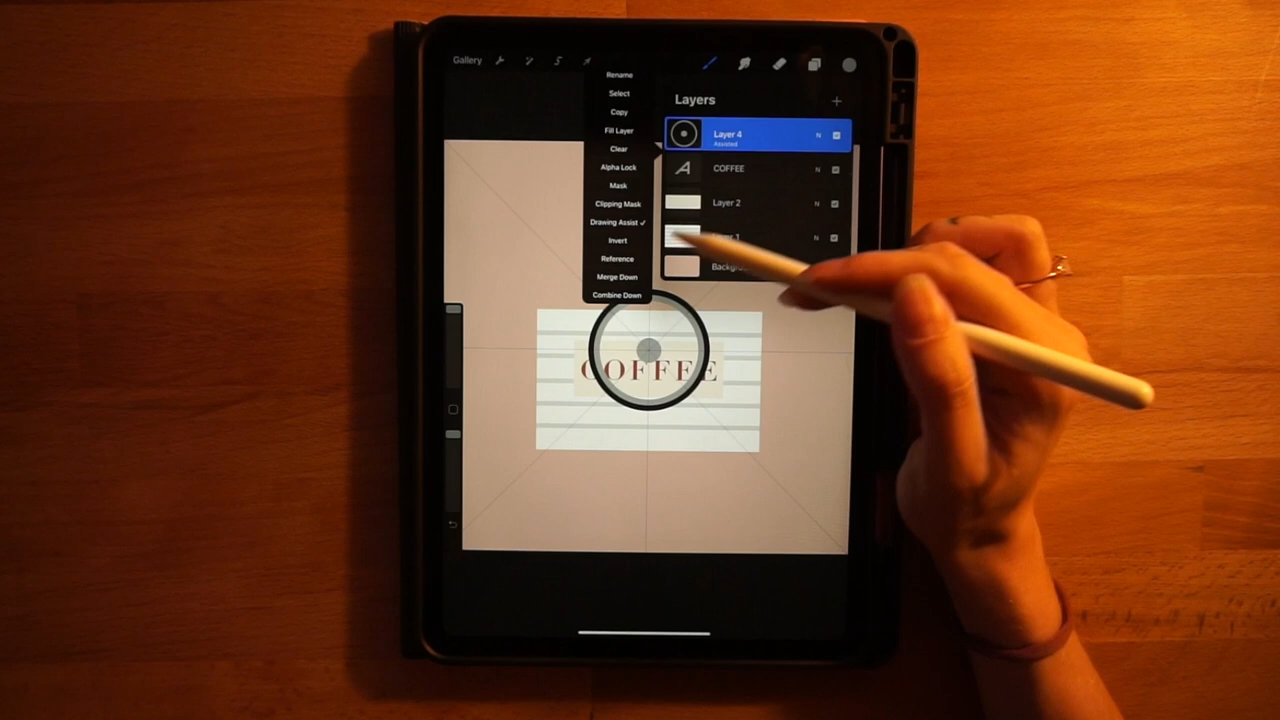 Gallery
Rename
Select
Copy
Fill Layer
Clear
Alpha Lock
Mask
Clipping Mask
Drawing Assist ✓
Invert
Reference
Merge Down
Combine Down
Layers
Layer 4 N
Assisted
COFFEE N
Layer 2 N
N
COFFEE